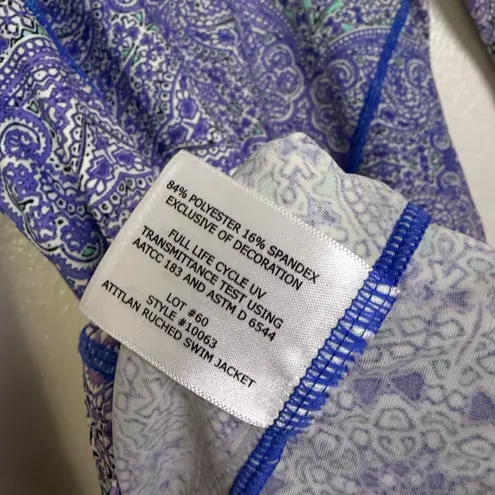 84% POLYESTER 16% SPANDEX
EXCLUSIVE OF DECORATION
FULL LIFE CYCLE UV
TRANSMITTANCE TEST USING
AATCC 183 AND ASTM D 6544
LOT #60
STYLE #10063
ATITLAN RUCHED SWIM JACKET